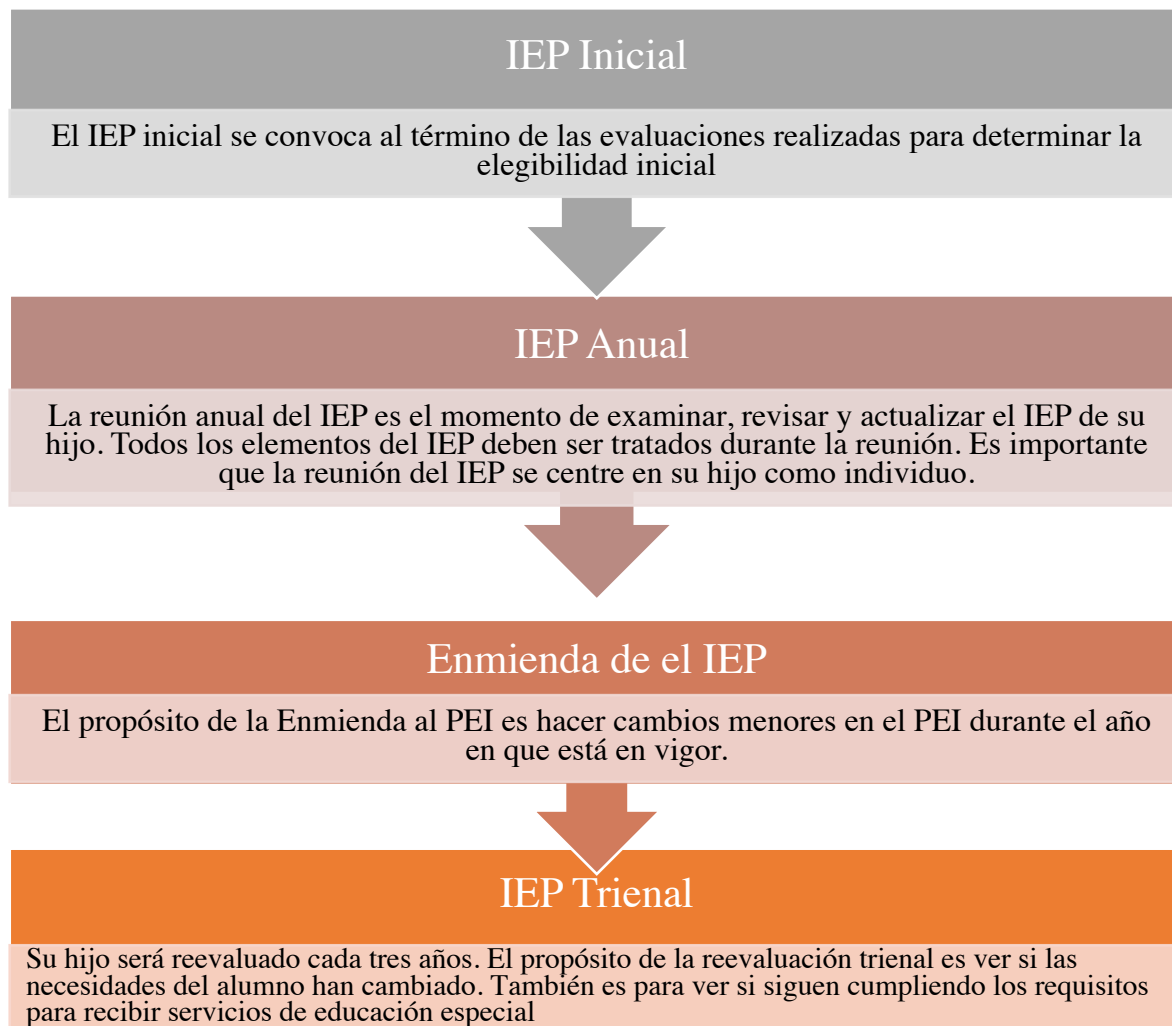 IEP Inicial
El IEP inicial se convoca al término de las evaluaciones realizadas para determinar la
elegibilidad inicial
IEP Anual
La reunión anual del IEP es el momento de examinar, revisar y actualizar el IEP de su
hijo. Todos los elementos del IEP deben ser tratados durante la reunión. Es importante
que la reunión del IEP se centre en su hijo como individuo.
Enmienda de el IEP
El propósito de la Enmienda al PEI es hacer cambios menores en el PEI durante el año
en que está en vigor.
IEP Trienal
Su hijo será reevaluado cada tres años. El propósito de la reevaluación trienal es ver si las
necesidades del alumno han cambiado. También es para ver si siguen cumpliendo los requisitos
para recibir servicios de educación especial